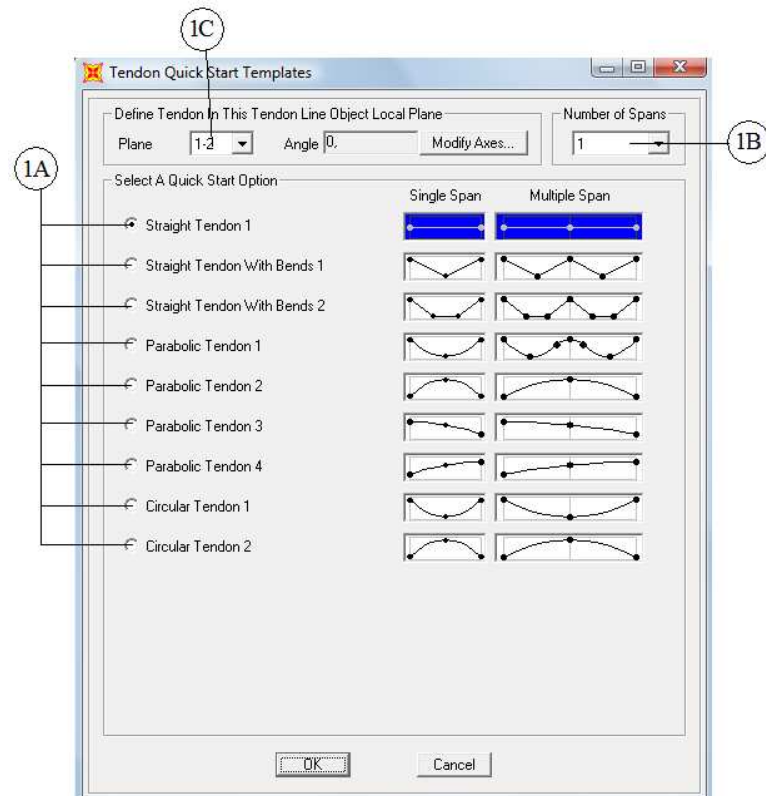 1C
Tendon Quick Start Templates
Define Tendon In This Tendon Line Object Local Plane
Number of Spans
Plane 1-2 Angle 0, Modify Axes...
1
1B
1A
Select A Quick Start Option
Single Span Multiple Span
Straight Tendon 1
Straight Tendon With Bends 1
Straight Tendon With Bends 2
Parabolic Tendon 1
Parabolic Tendon 2
Parabolic Tendon 3
Parabolic Tendon 4
Circular Tendon 1
Circular Tendon 2
OK Cancel